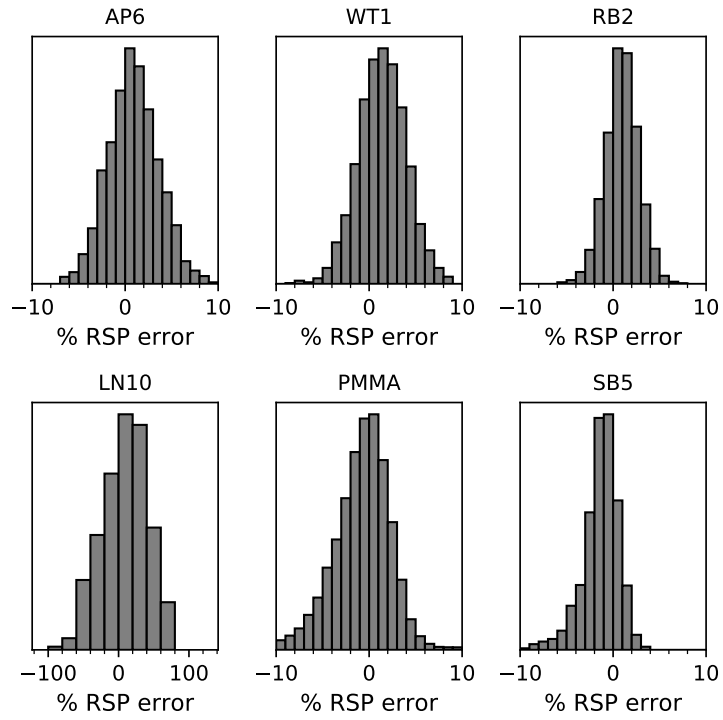 AP6 WT1 RB2
−10 0 10 −10 0 10 −10 0 10
% RSP error % RSP error % RSP error
LN10 PMMA SB5
−100 0 100 −10 0 10 −10 0 10
% RSP error % RSP error % RSP error